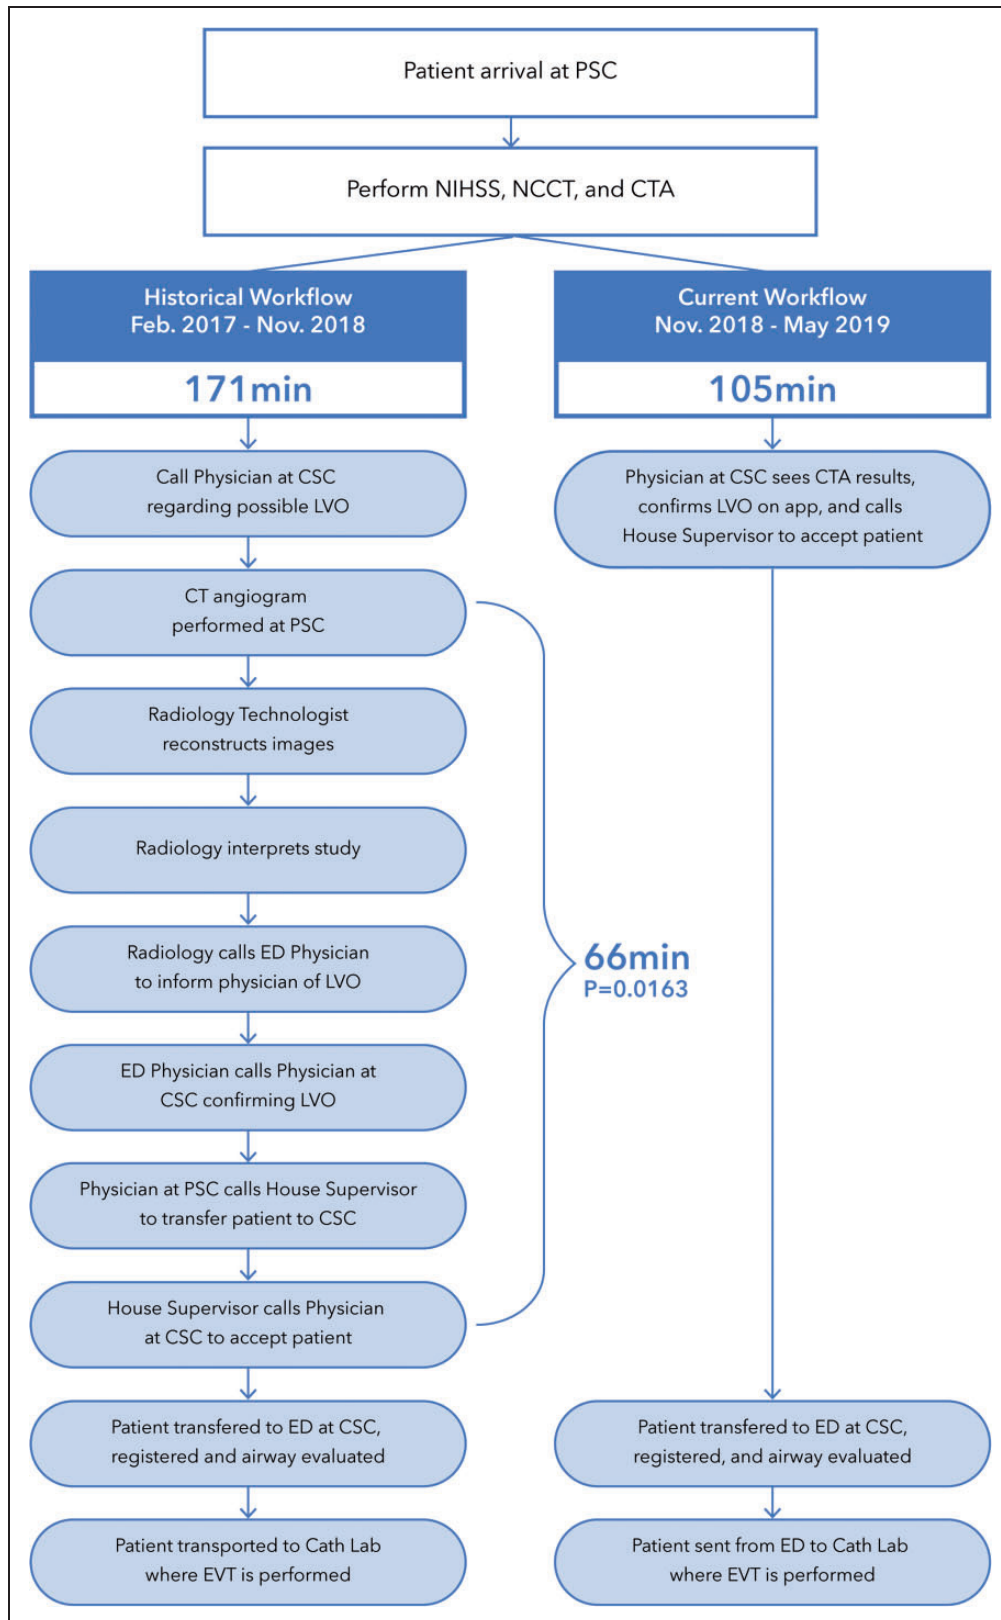 Patient arrival at PSC
Perform NIHSS, NCCT, and CTA
Historical Workflow
Feb. 2017 - Nov. 2018
171min
Call Physician at CSC
regarding possible LVO
CT angiogram
performed at PSC
Radiology Technologist
reconstructs images
Radiology interprets study
Radiology calls ED Physician
to inform physician of LVO
ED Physician calls Physician at
CSC confirming LVO
Physician at PSC calls House Supervisor
to transfer patient to CSC
House Supervisor calls Physician
at CSC to accept patient
Patient transfered to ED at CSC,
registered and airway evaluated
Patient transported to Cath Lab
where EVT is performed
66min
P=0.0163
Current Workflow
Nov. 2018 - May 2019
105min
Physician at CSC sees CTA results,
confirms LVO on app, and calls
House Supervisor to accept patient
Patient transfered to ED at CSC,
registered, and airway evaluated
Patient sent from ED to Cath Lab
where EVT is performed